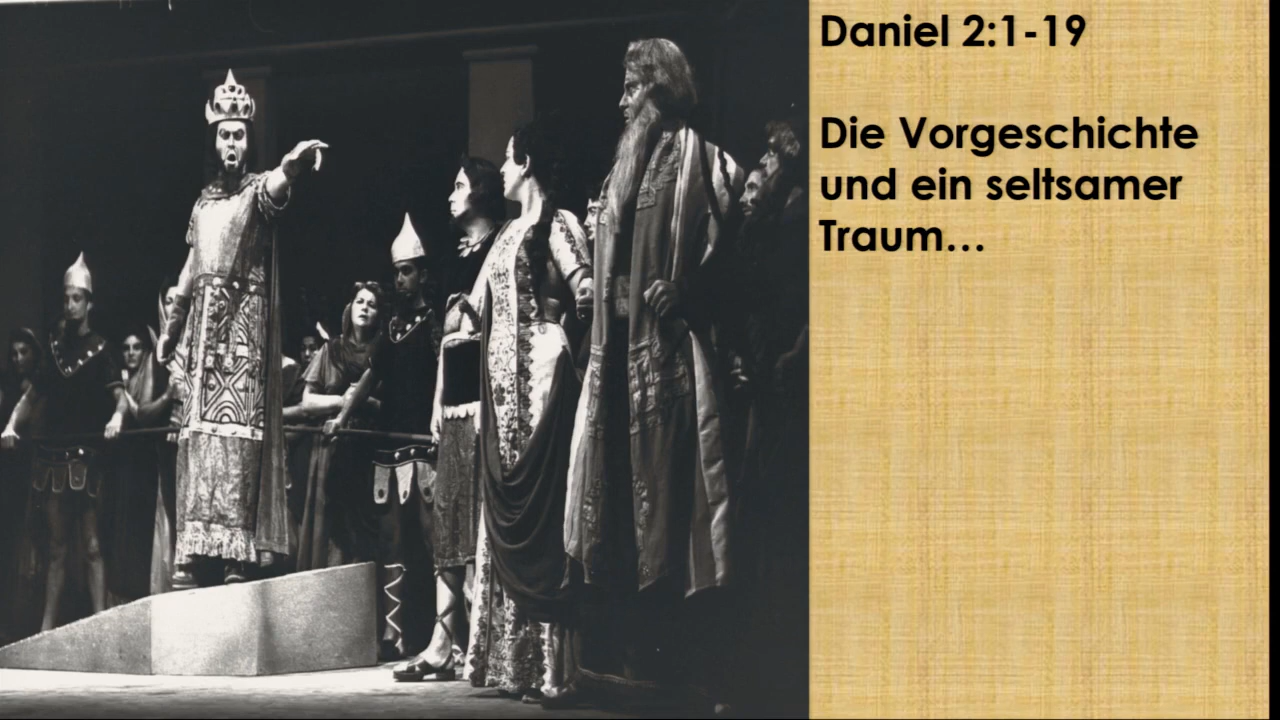 Daniel 2:1-19
Die Vorgeschichte
und ein seltsamer
Traum...